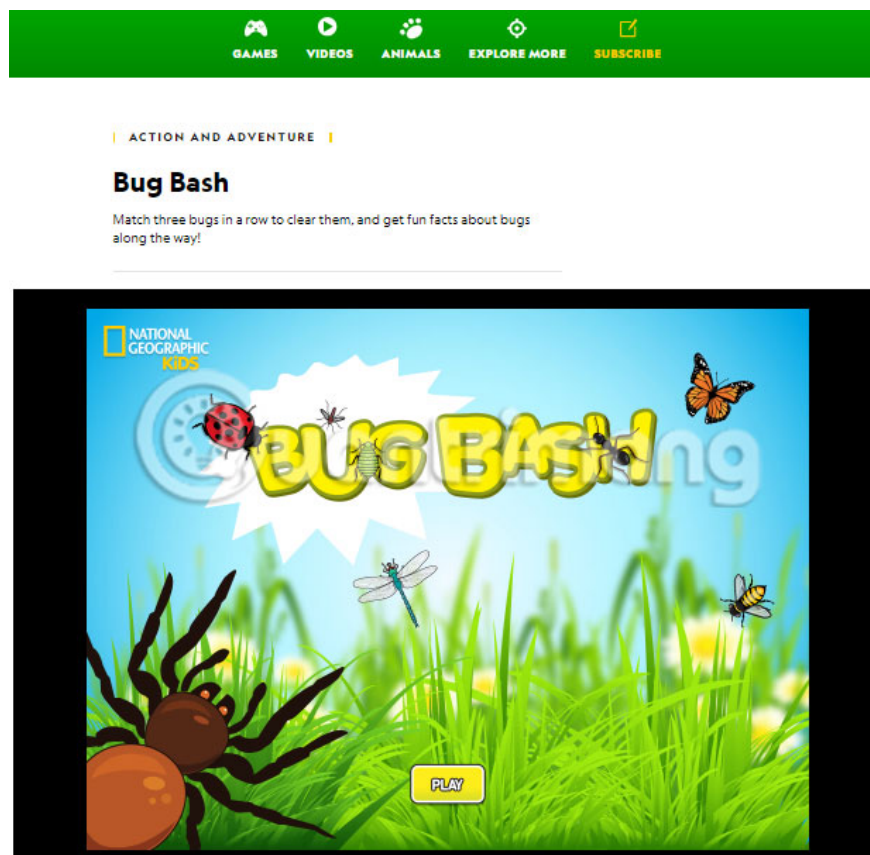 GAMES VIDEOS ANIMALS EXPLORE MORE SUBSCRIBE
ACTION AND ADVENTURE
Bug Bash
Match three bugs in a row to clear them, and get fun facts about bugs
along the way!
NATIONAL
GEOGRAPHIC
KiDS
BUG BASH
PLAY